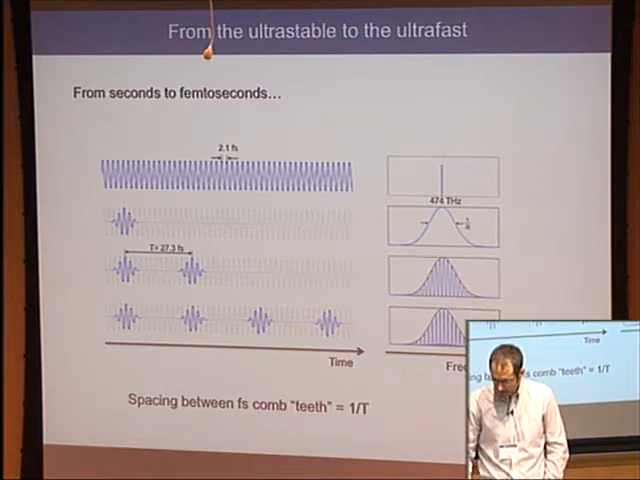 From the ultrastable to the ultrafast
From seconds to femtoseconds...
2.1 fs
474 THz
T= 27.3 fs
Time
Spacing between fs comb "teeth" = 1/T
Time
fs comb "teeth" = 1/T